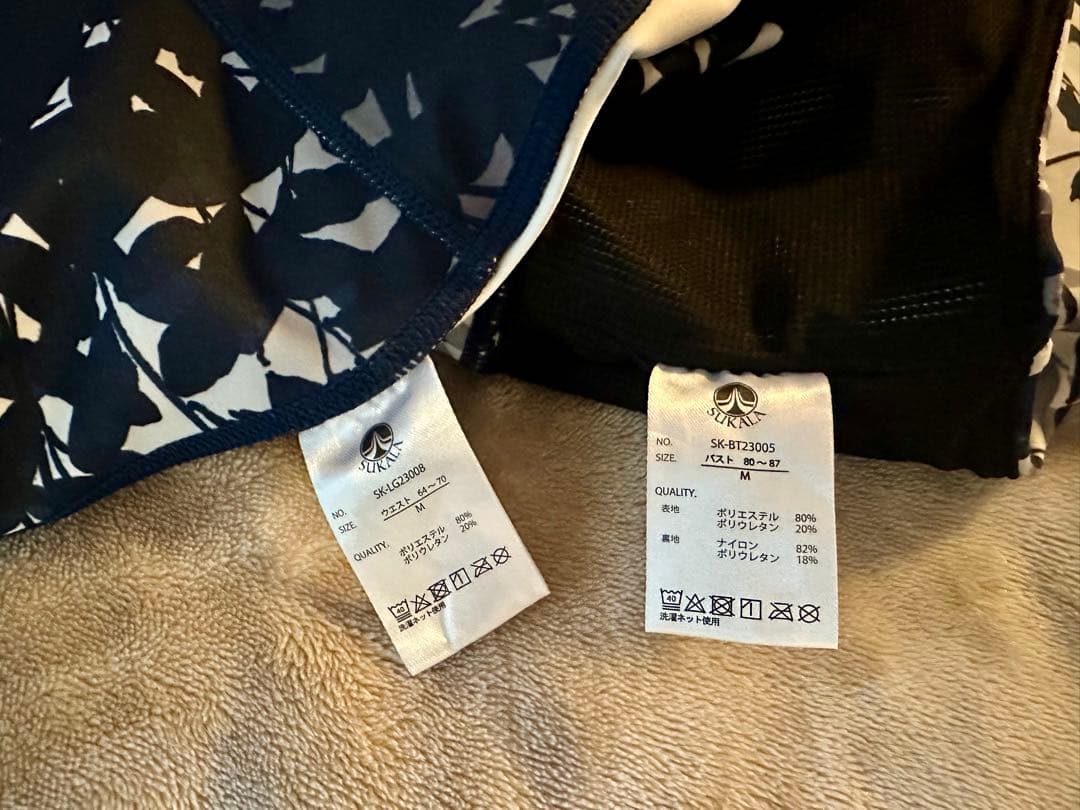 SUKALA
NO. SK-LG23008
SIZE. ウエスト 64～70
M
QUALITY. ポリエステル 80%
ポリウレタン 20%
40
洗濯ネット使用
SUKALA
NO. SK-BT23005
SIZE. バスト 80～87
M
QUALITY.
表地 ポリエステル 80%
ポリウレタン 20%
裏地 ナイロン 82%
ポリウレタン 18%
40
洗濯ネット使用